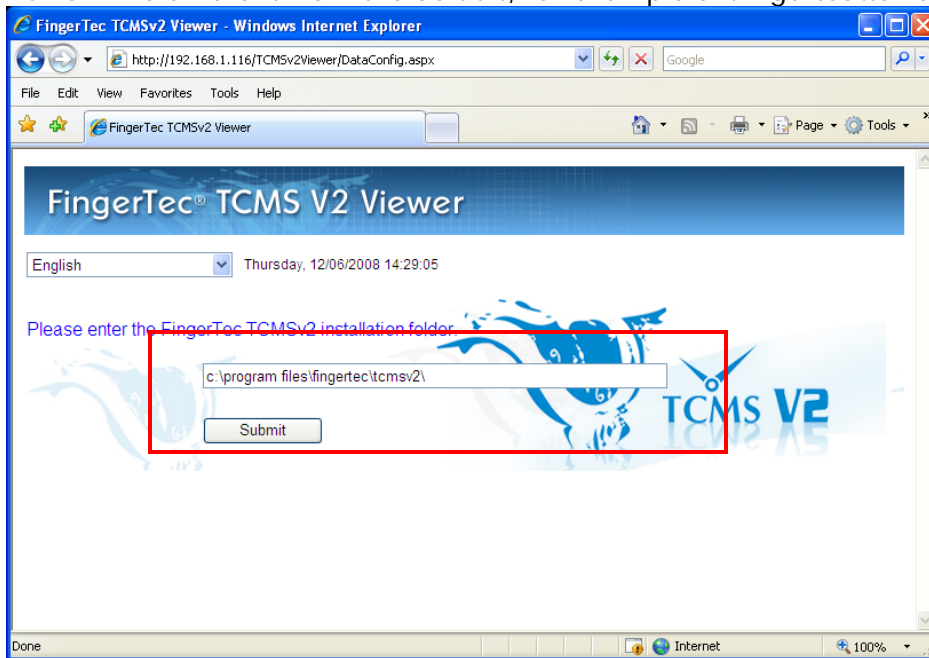 FingerTec TCMSv2 Viewer - Windows Internet Explorer
http://192.168.1.116/TCMSv2Viewer/DataConfig.aspx
Google
File Edit View Favorites Tools Help
FingerTec TCMSv2 Viewer
Page Tools
FingerTec® TCMS V2 Viewer
English
Thursday, 12/06/2008 14:29:05
Please enter the FingerTec TCMSv2 installation folder.
c:\program files\fingertec\tcmsv2\
Submit
TCMS V2
Done
Internet
100%